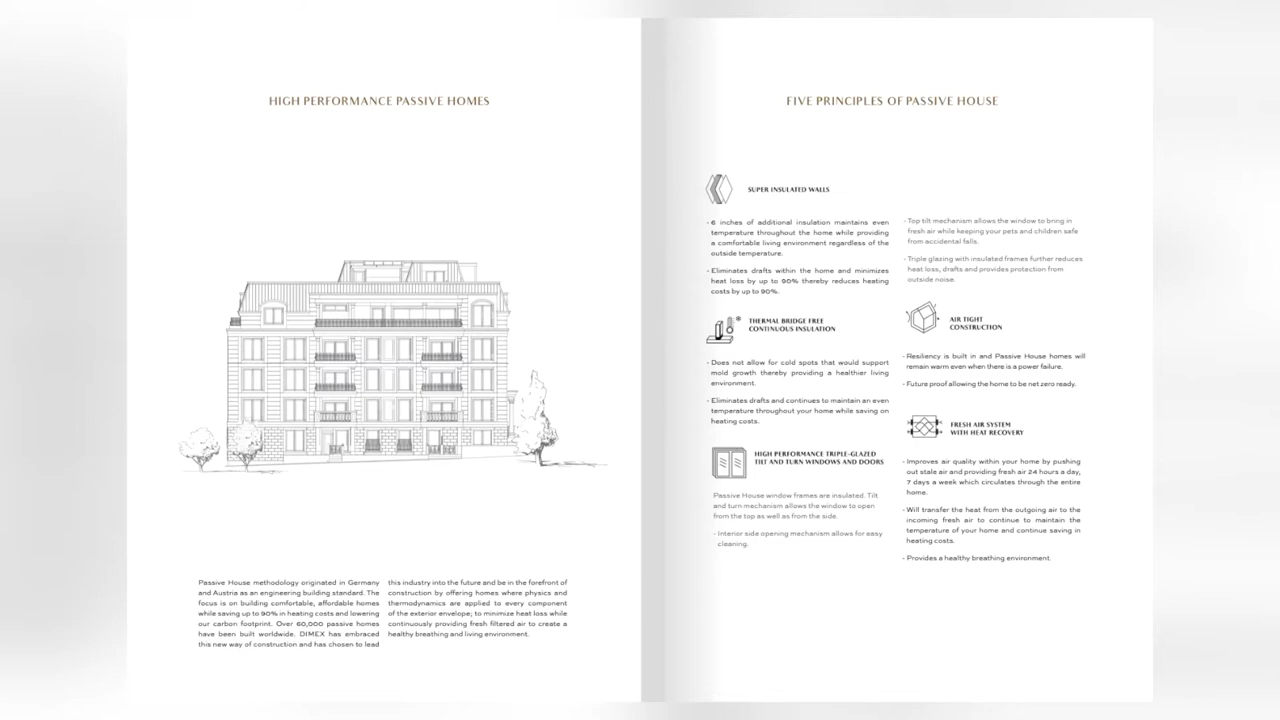 HIGH PERFORMANCE PASSIVE HOMES
Passive House methodology originated in Germany
and Austria as an engineering building standard. The
focus is on building comfortable, affordable homes
while saving up to 90% in heating costs and lowering
our carbon footprint. Over 60,000 passive homes
have been built worldwide. DIMEX has embraced
this new way of construction and has chosen to lead
this industry into the future and be in the forefront of
construction by offering homes where physics and
thermodynamics are applied to every component
of the exterior envelope; to minimize heat loss while
continuously providing fresh filtered air to create a
healthy breathing and living environment.
FIVE PRINCIPLES OF PASSIVE HOUSE
SUPER INSULATED WALLS
- 6 inches of additional insulation maintains even
temperature throughout the home while providing
a comfortable living environment regardless of the
outside temperature.
- Eliminates drafts within the home and minimizes
heat loss by up to 90% thereby reduces heating
costs by up to 90%.
THERMAL BRIDGE FREE
CONTINUOUS INSULATION
- Does not allow for cold spots that would support
mold growth thereby providing a healthier living
environment.
- Eliminates drafts and continues to maintain an even
temperature throughout your home while saving on
heating costs.
HIGH PERFORMANCE TRIPLE-GLAZED
TILT AND TURN WINDOWS AND DOORS
Passive House window frames are insulated. Tilt
and turn mechanism allows the window to open
from the top as well as from the side.
- Interior side opening mechanism allows for easy
cleaning.
- Top tilt mechanism allows the window to bring in
fresh air while keeping your pets and children safe
from accidental falls.
- Triple glazing with insulated frames further reduces
heat loss, drafts and provides protection from
outside noise.
AIR TIGHT
CONSTRUCTION
- Resiliency is built in and Passive House homes will
remain warm even when there is a power failure.
- Future proof allowing the home to be net zero ready.
FRESH AIR SYSTEM
WITH HEAT RECOVERY
- Improves air quality within your home by pushing
out stale air and providing fresh air 24 hours a day,
7 days a week which circulates through the entire
home.
- Will transfer the heat from the outgoing air to the
incoming fresh air to continue to maintain the
temperature of your home and continue saving in
heating costs.
- Provides a healthy breathing environment.